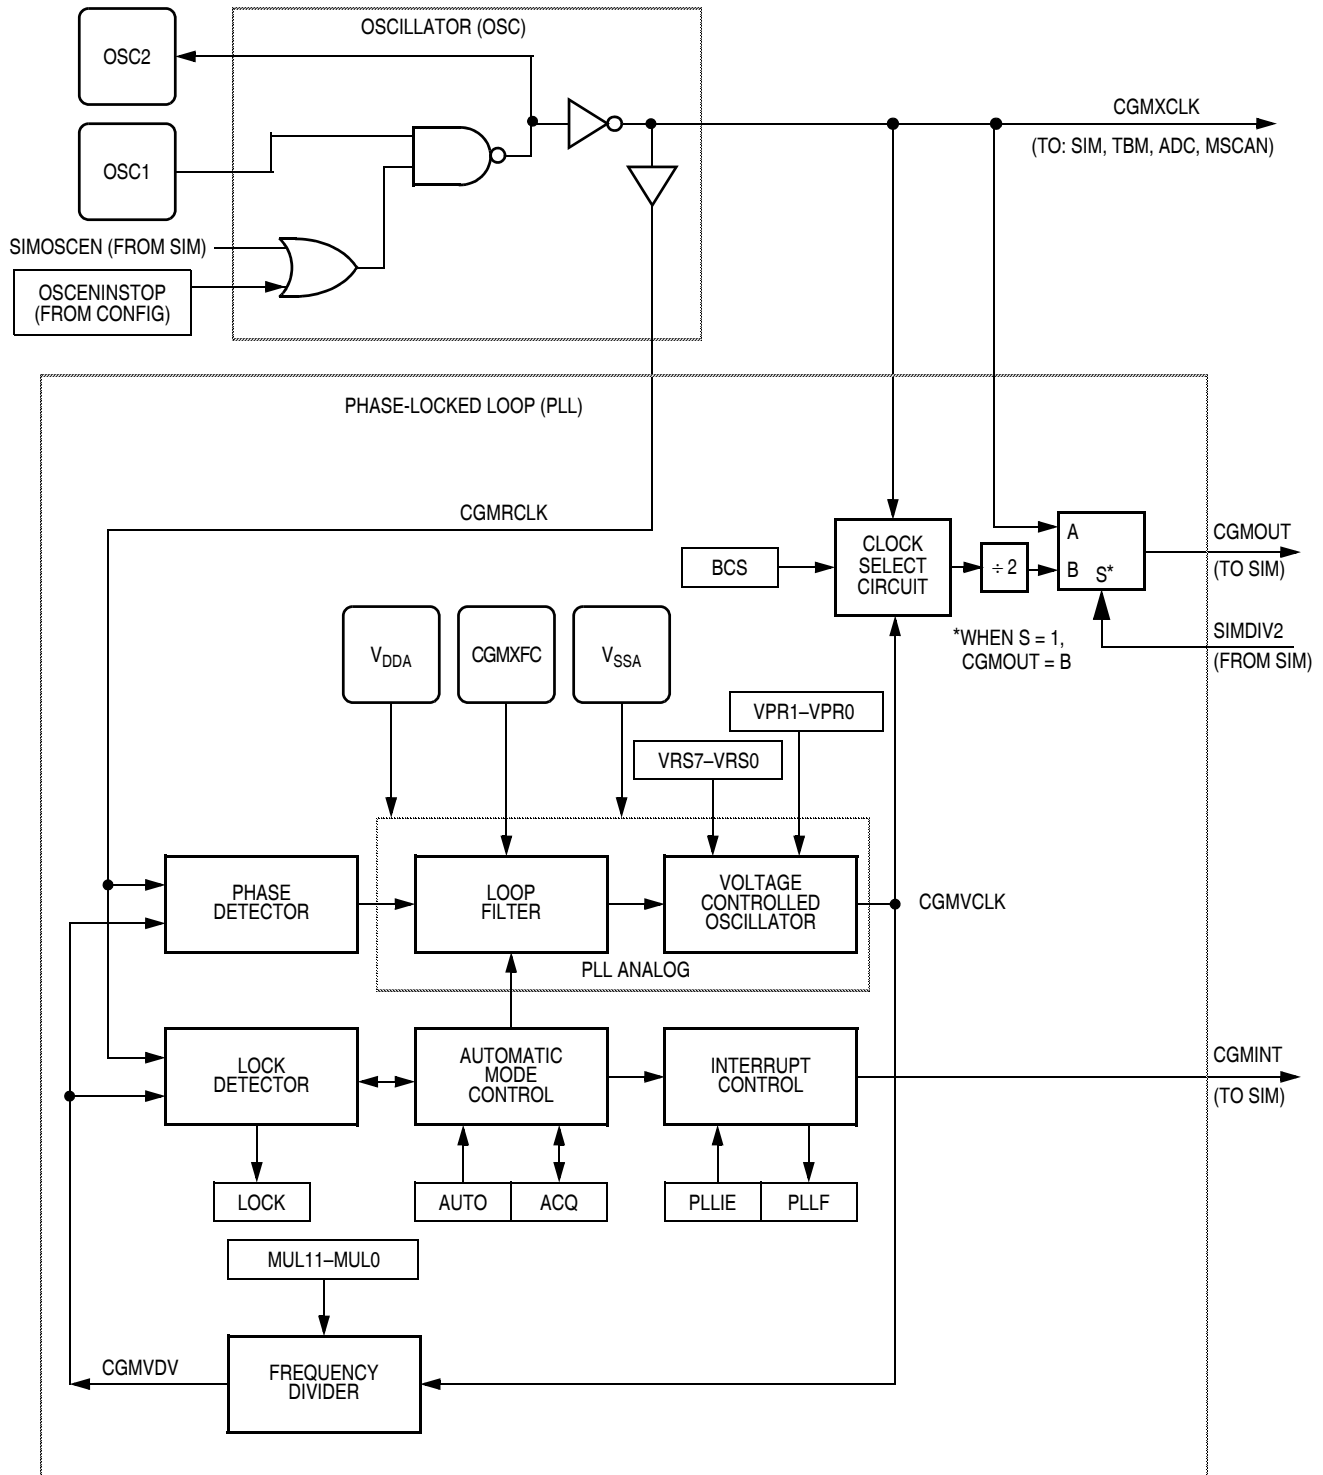 OSCILLATOR (OSC)
OSC2
CGMXCLK
(TO: SIM, TBM, ADC, MSCAN)
OSC1
SIMOSCEN (FROM SIM)
OSCENINSTOP
(FROM CONFIG)
PHASE-LOCKED LOOP (PLL)
CGMRCLK
BCS
CLOCK
SELECT
CIRCUIT
÷ 2
A
B S*
CGMOUT
(TO SIM)
*WHEN S = 1,
CGMOUT = B
SIMDIV2
(FROM SIM)
VDDA
CGMXFC
VSSA
VPR1–VPR0
VRS7–VRS0
PHASE
DETECTOR
LOOP
FILTER
VOLTAGE
CONTROLLED
OSCILLATOR
CGMVCLK
PLL ANALOG
LOCK
DETECTOR
AUTOMATIC
MODE
CONTROL
INTERRUPT
CONTROL
CGMINT
(TO SIM)
LOCK
AUTO
ACQ
PLLIE
PLLF
MUL11–MUL0
CGMVDV
FREQUENCY
DIVIDER